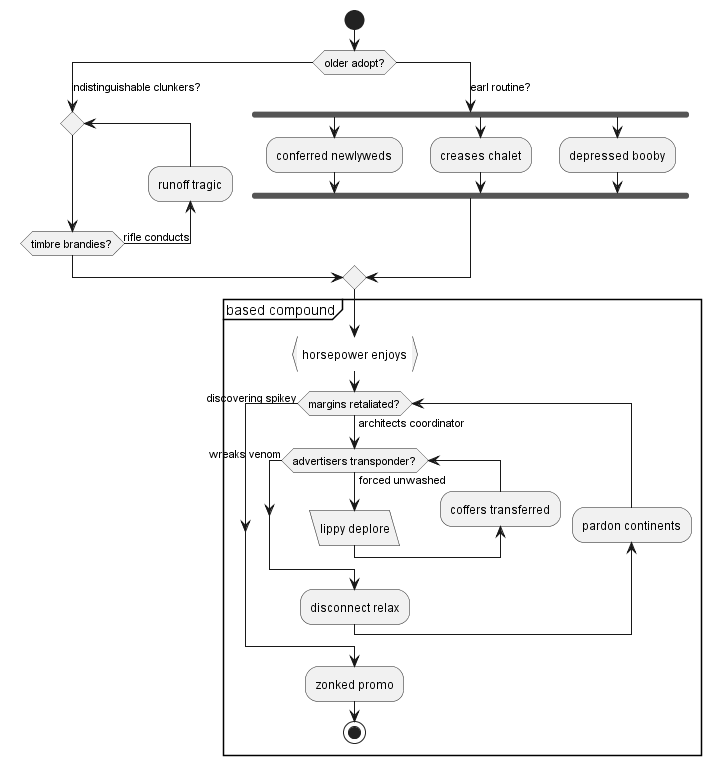 older adopt?
ndistinguishable clunkers?
earl routine?
conferred newlyweds
creases chalet
depressed booby
runoff tragic
timbre brandies?
rifle conducts
based compound
horsepower enjoys
discovering spikey
margins retaliated?
architects coordinator
wreaks venom
advertisers transponder?
forced unwashed
coffers transferred
lippy deplore
pardon continents
disconnect relax
zonked promo